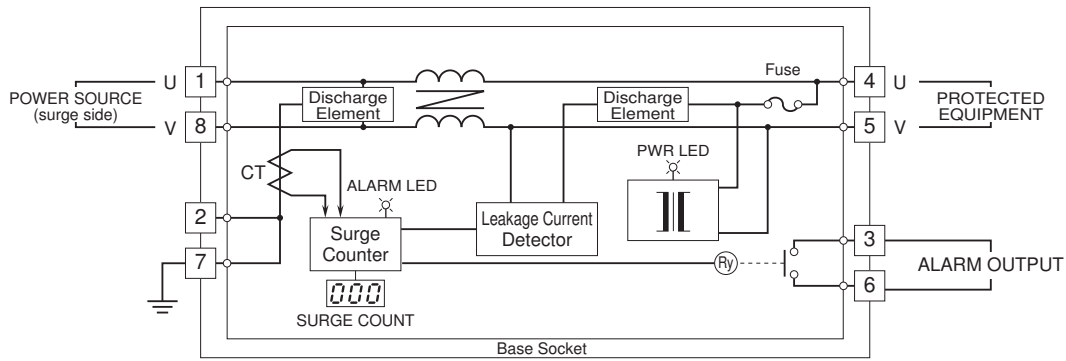 U 1
Fuse
4 U
POWER SOURCE
(surge side)
Discharge
Element
Discharge
Element
PROTECTED
EQUIPMENT
V 8
5 V
CT
ALARM LED
PWR LED
2
Surge
Counter
Leakage Current
Detector
3
7
Ry
ALARM OUTPUT
6
000
SURGE COUNT
Base Socket